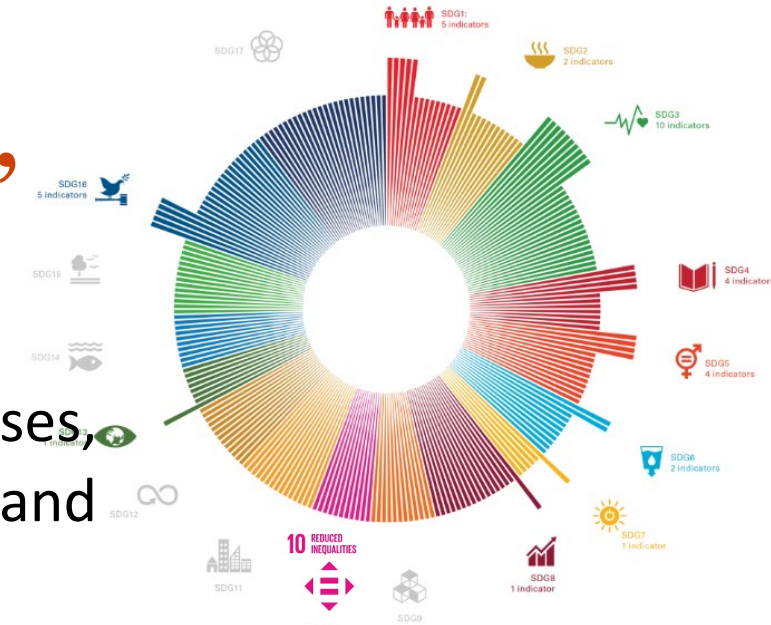 SDG1:
5 indicators
SDG17
SDG2
2 indicators
SDG3
10 indicators
,
SDG16
5 indicators
SDG15
SDG4
4 indicators
SDG14
SDG5
4 indicators
ses,
1 indicator
SDG6
2 indicators
and
SDG12
SDG7
1 indicator
10 REDUCED
INEQUALITIES
SDG11
SDG8
1 indicator
SDG9